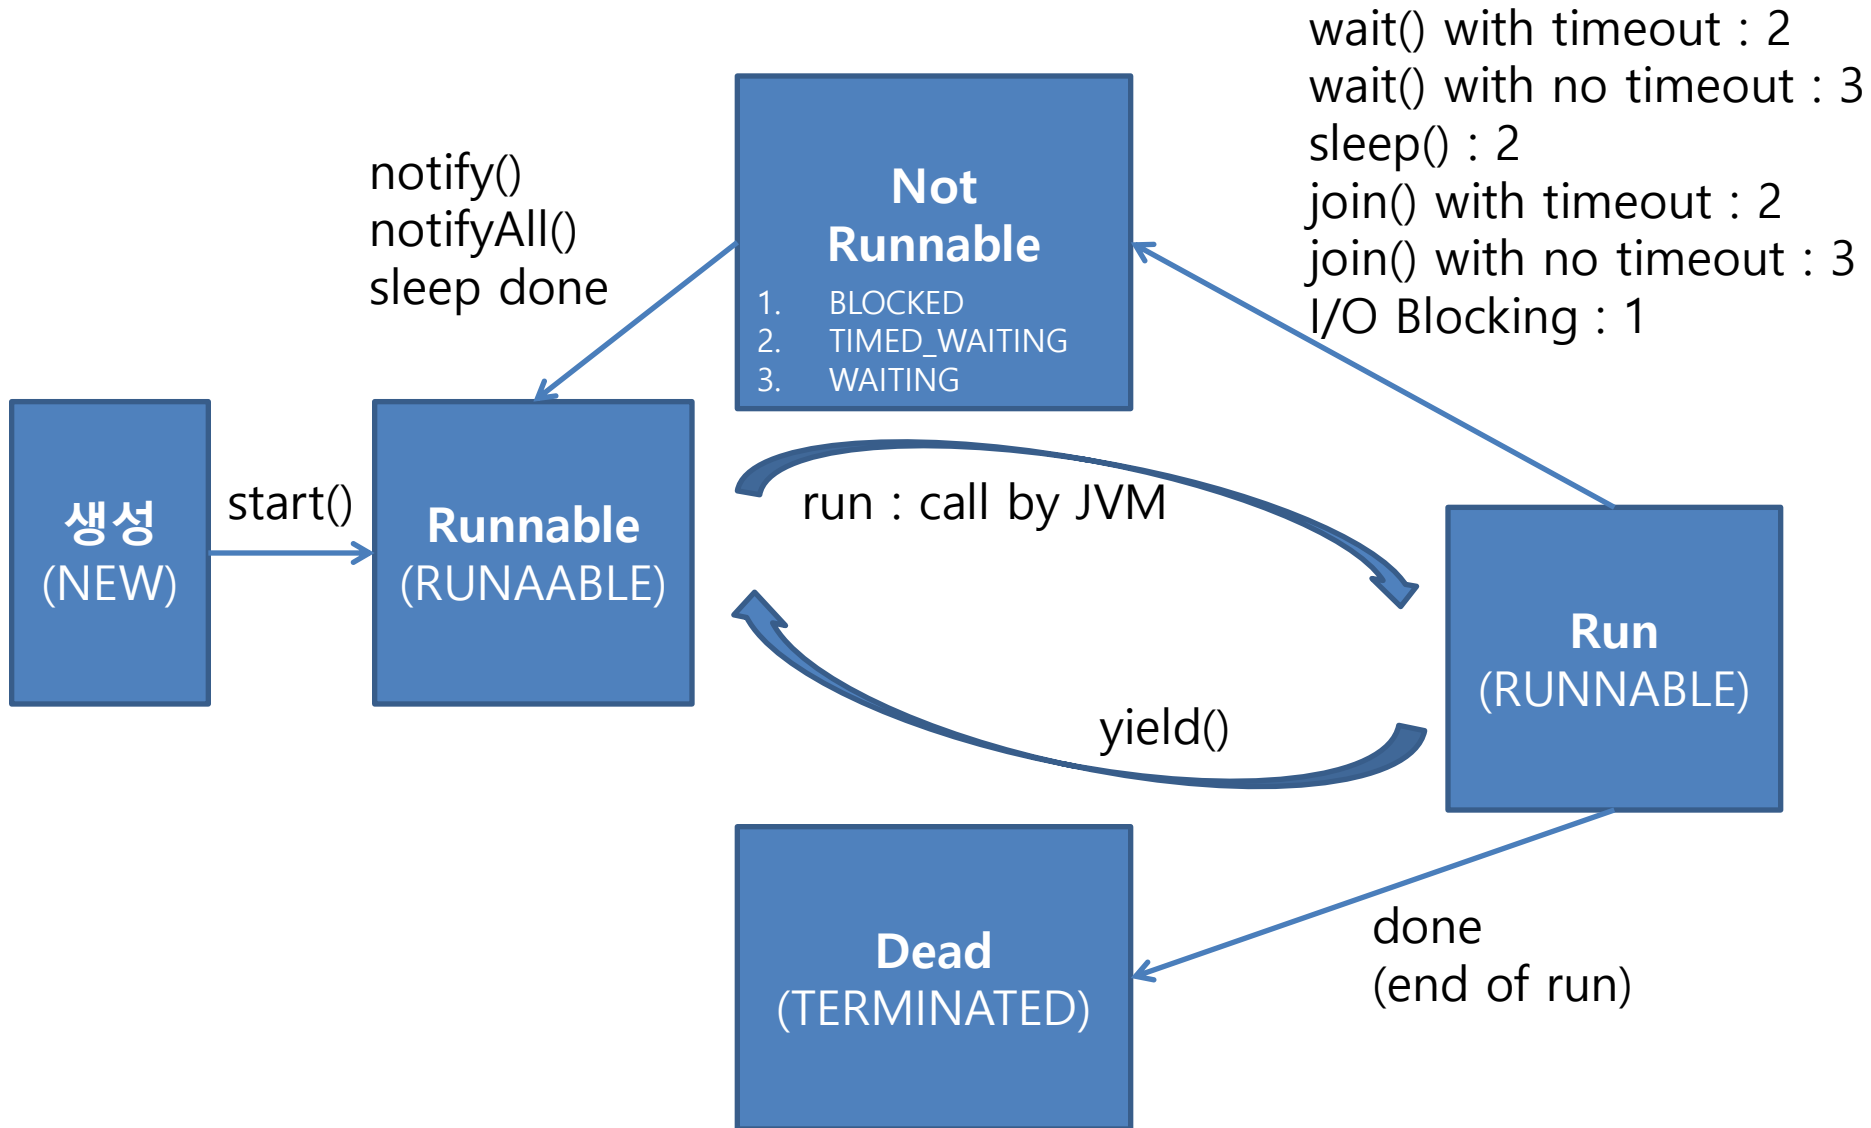 wait() with timeout : 2
wait() with no timeout : 3
sleep() : 2
join() with timeout : 2
join() with no timeout : 3
I/O Blocking : 1
notify()
notifyAll()
sleep done
Not
Runnable
1. BLOCKED
2. TIMED_WAITING
3. WAITING
생성
(NEW)
start()
Runnable
(RUNAABLE)
run : call by JVM
Run
(RUNNABLE)
yield()
Dead
(TERMINATED)
done
(end of run)